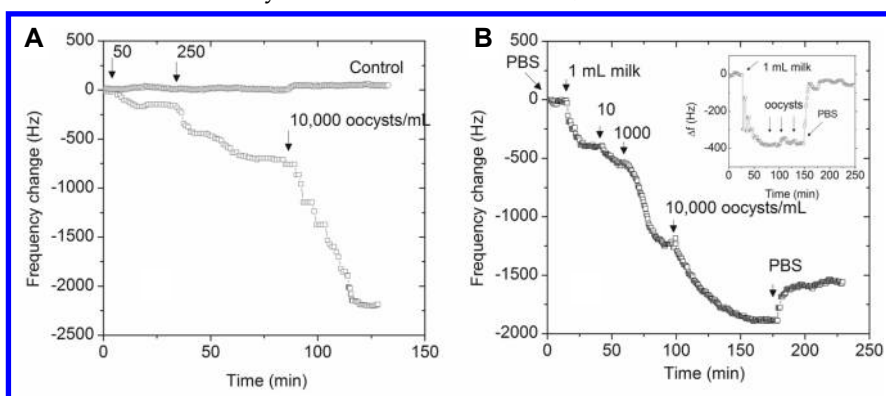 A
50
250
Control
10,000 oocysts/mL
Frequency change (Hz)
500
0
-500
-1000
-1500
-2000
-2500
0
50
100
150
Time (min)
B
PBS
1 mL milk
10
1000
10,000 oocysts/mL
PBS
Frequency change (Hz)
500
0
-500
-1000
-1500
-2000
0
50
100
150
200
250
Time (min)
1 mL milk
oocysts
PBS
Δf (Hz)
0
-200
-400
0
50
100
150
200
250
Time (min)